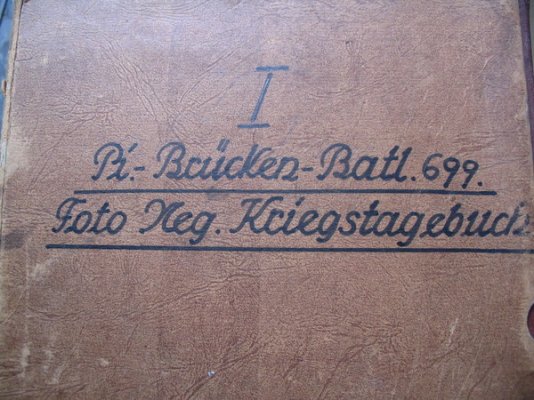 I
Pi.-Brücken-Batl. 699.
Foto Neg. Kriegstagebuch